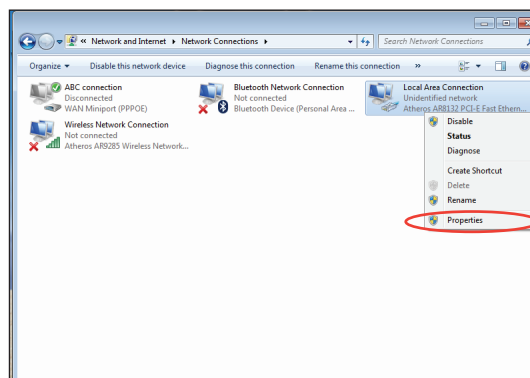 « Network and Internet ▸ Network Connections ▸
Search Network Connections
Organize ▾ Disable this network device Diagnose this connection Rename this connection »
ABC connection
Disconnected
WAN Miniport (PPPOE)
Bluetooth Network Connection
Not connected
Bluetooth Device (Personal Area ...
Local Area Connection
Unidentified network
Atheros AR8132 PCI-E Fast Ethern...
Wireless Network Connection
Not connected
Atheros AR9285 Wireless Network...
Disable
Status
Diagnose
Create Shortcut
Delete
Rename
Properties